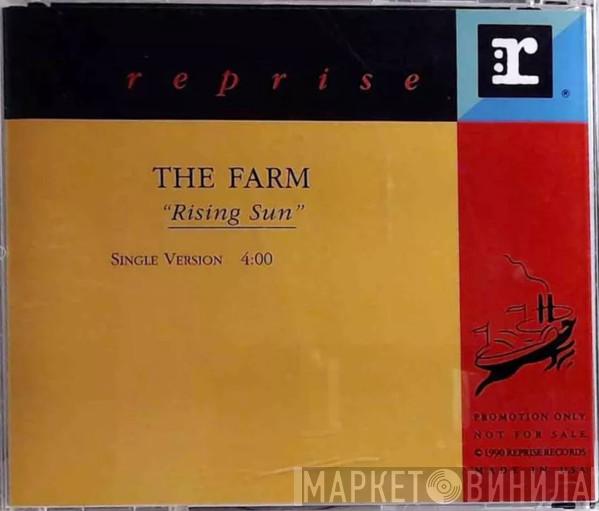 reprise
r ®
THE FARM
"Rising Sun"
SINGLE VERSION 4:00
PROMOTION ONLY
NOT FOR SALE
© 1990 REPRISE RECORDS
MADE IN USA
МАРКЕТ ВИНИЛА